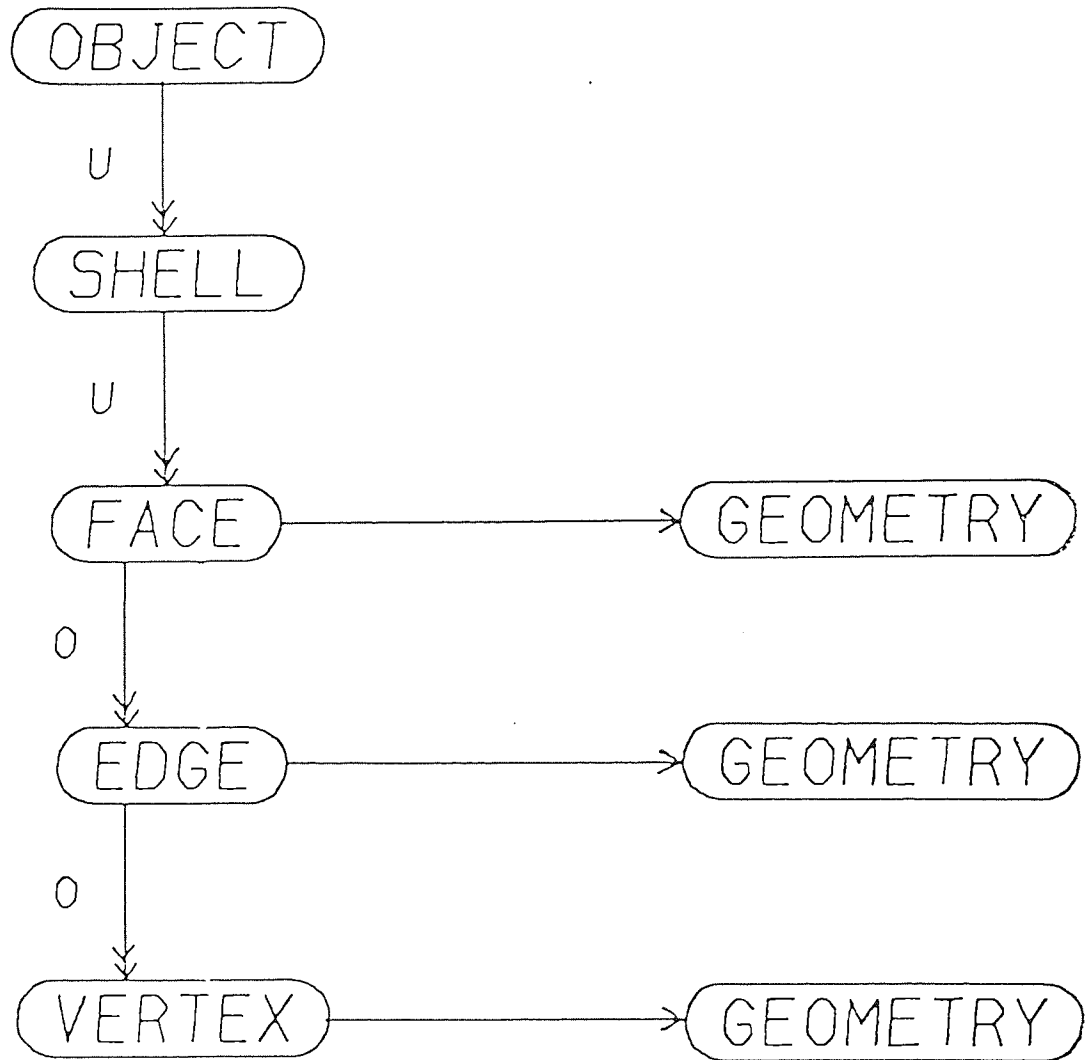 OBJECT
U
SHELL
U
FACE GEOMETRY
O
EDGE GEOMETRY
O
VERTEX GEOMETRY